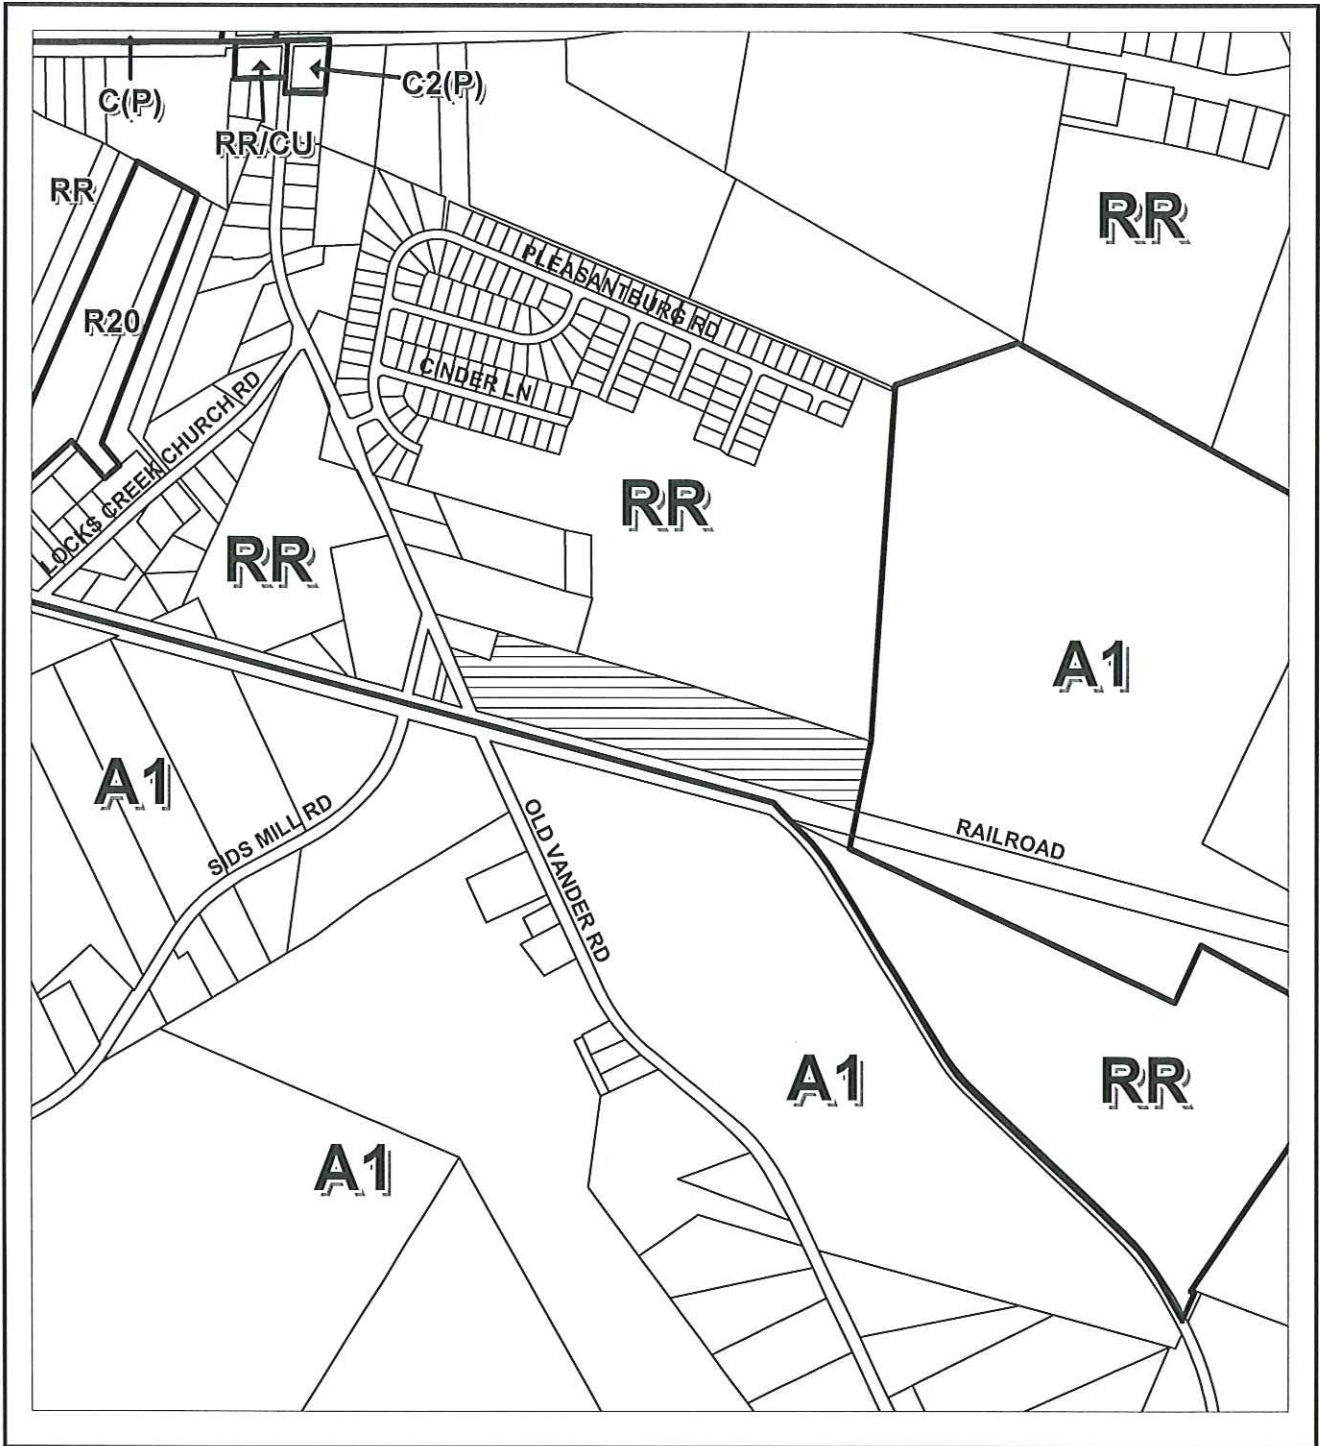 C(P)
C2(P)
RR/CU
RR
RR
PLEASANTBURG RD
R20
CINDER LN
LOCKS CREEK CHURCH RD
RR
RR
A1
A1
SIDS MILL RD
OLD VANDER RD
RAILROAD
A1
RR
A1